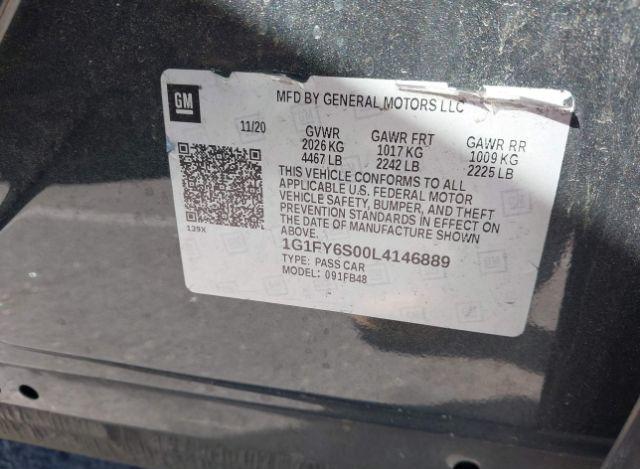 GM
MFD BY GENERAL MOTORS LLC
11/20
GVWR GAWR FRT GAWR RR
2026 KG 1017 KG 1009 KG
4467 LB 2242 LB 2225 LB
THIS VEHICLE CONFORMS TO ALL
APPLICABLE U.S. FEDERAL MOTOR
VEHICLE SAFETY, BUMPER, AND THEFT
PREVENTION STANDARDS IN EFFECT ON
THE DATE OF MANUFACTURE SHOWN
ABOVE.
139X
1G1FY6S00L4146889
TYPE: PASS CAR
MODEL: 091FB48